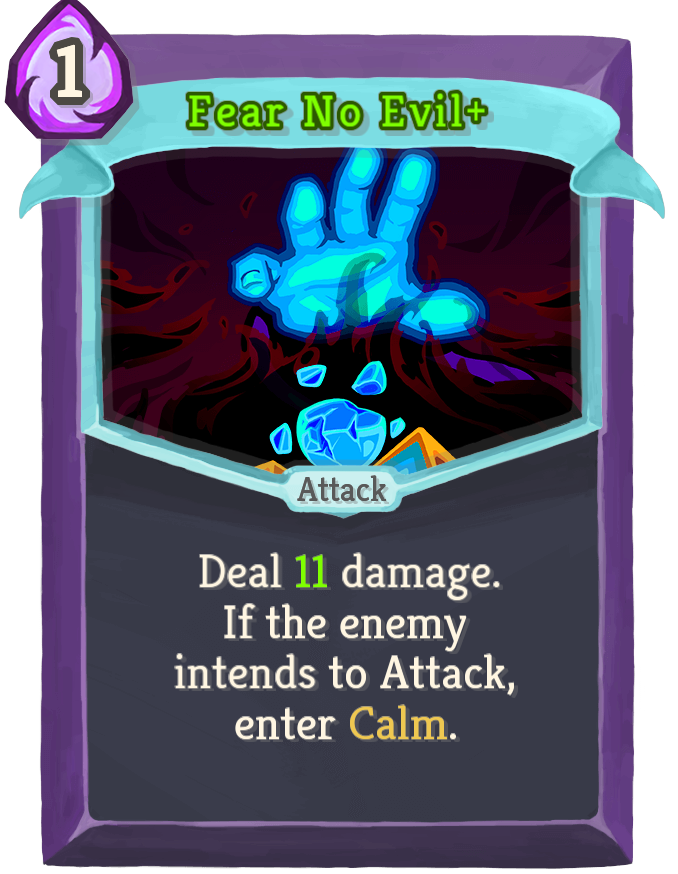 1
Fear No Evil+
Attack
Deal 11 damage.
If the enemy
intends to Attack,
enter Calm.